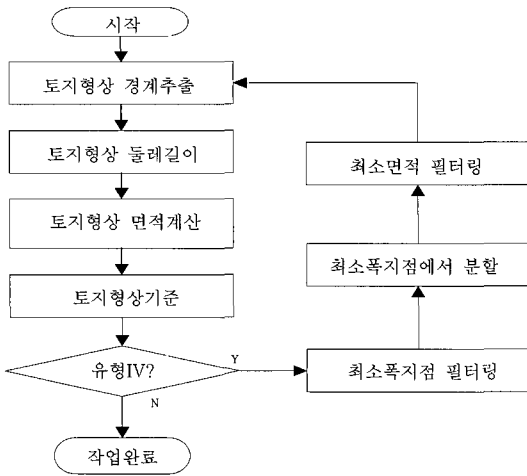 시작
토지형상 경계추출
토지형상 둘레길이
토지형상 면적계산
토지형상기준
유형IV?
Y
N
작업완료
최소면적 필터링
최소폭지점에서 분할
최소폭지점 필터링